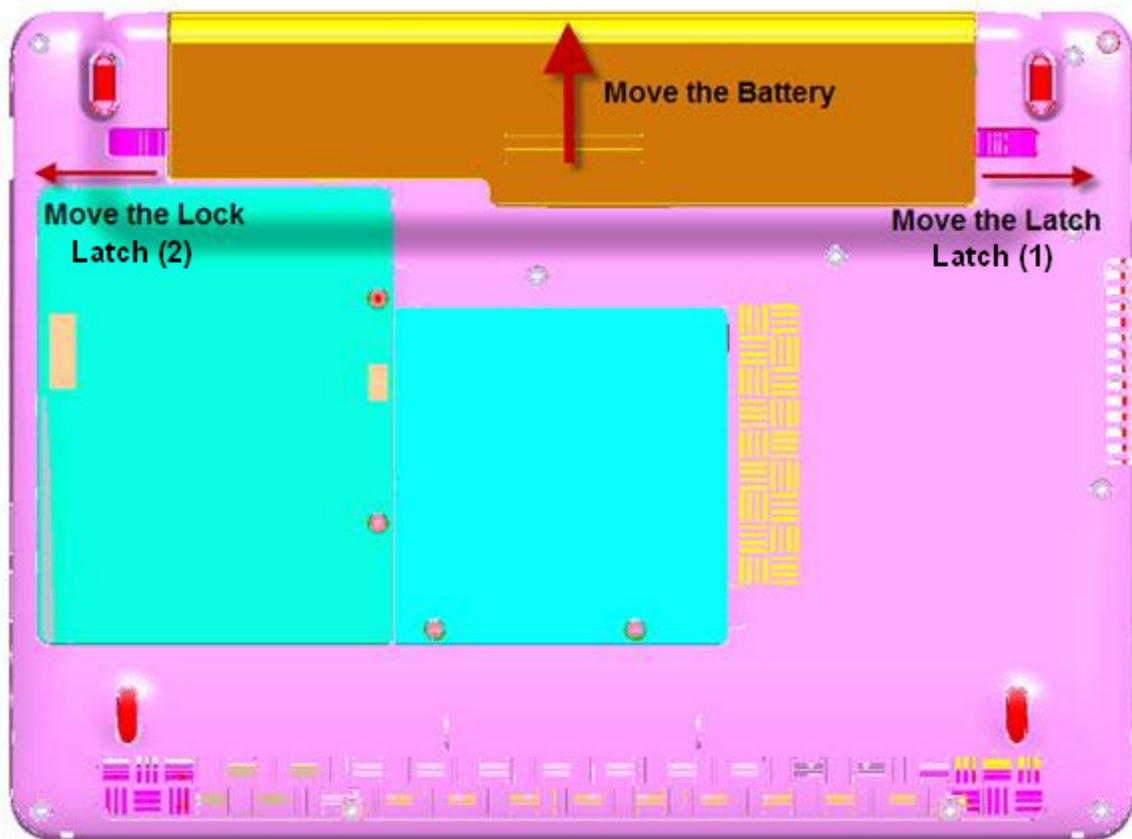 Move the Battery
Move the Lock
Latch (2)
Move the Latch
Latch (1)